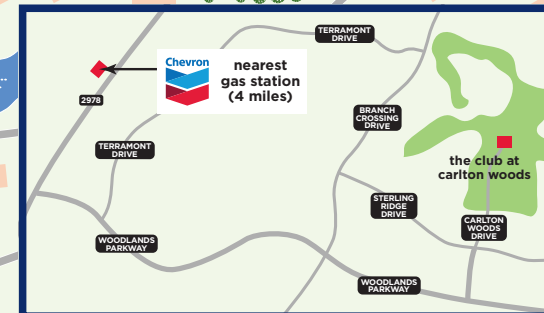 TERRAMONT
DRIVE
Chevron
nearest
gas station
(4 miles)
2978
BRANCH
CROSSING
DRIVE
TERRAMONT
DRIVE
the club at
carlton woods
STERLING
RIDGE
DRIVE
CARLTON
WOODS
DRIVE
WOODLANDS
PARKWAY
WOODLANDS
PARKWAY